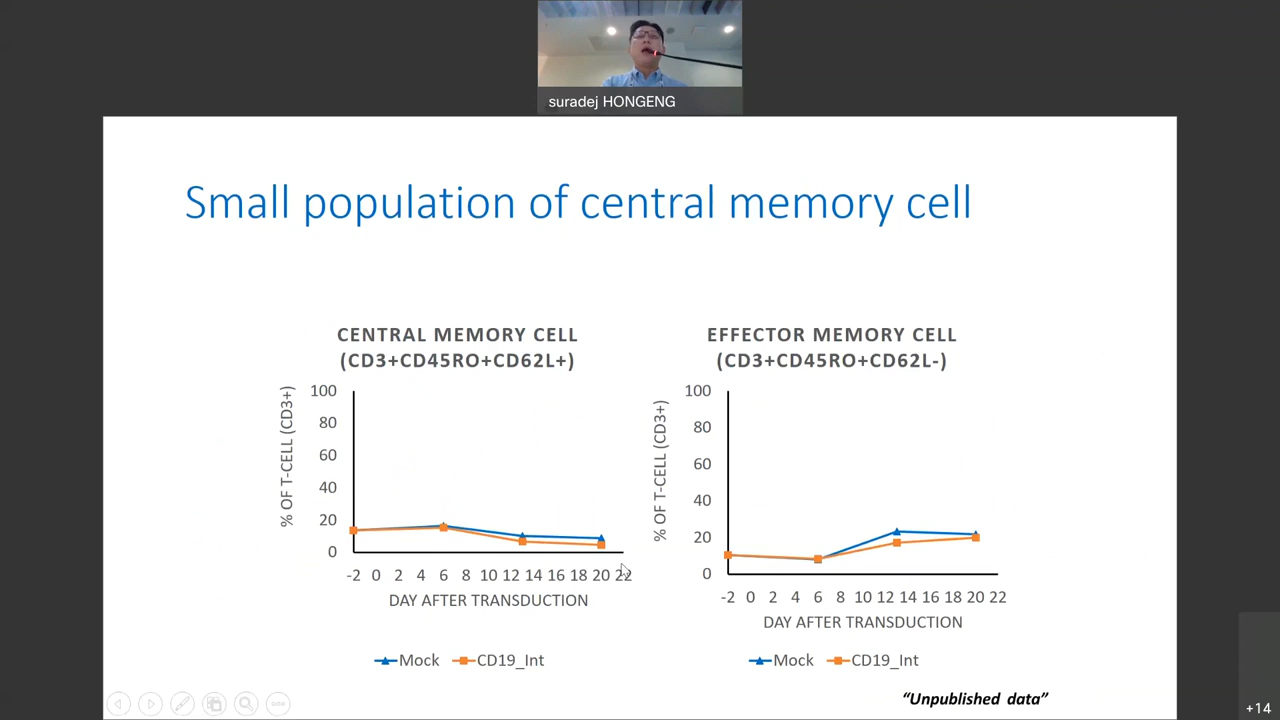 suradej HONGENG
Small population of central memory cell
CENTRAL MEMORY CELL
(CD3+CD45RO+CD62L+)
% OF T-CELL (CD3+)
100
80
60
40
20
0
-2 0 2 4 6 8 10 12 14 16 18 20 22
DAY AFTER TRANSDUCTION
Mock CD19_Int
EFFECTOR MEMORY CELL
(CD3+CD45RO+CD62L-)
% OF T-CELL (CD3+)
100
80
60
40
20
0
-2 0 2 4 6 8 10 12 14 16 18 20 22
DAY AFTER TRANSDUCTION
Mock CD19_Int
“Unpublished data”
+14